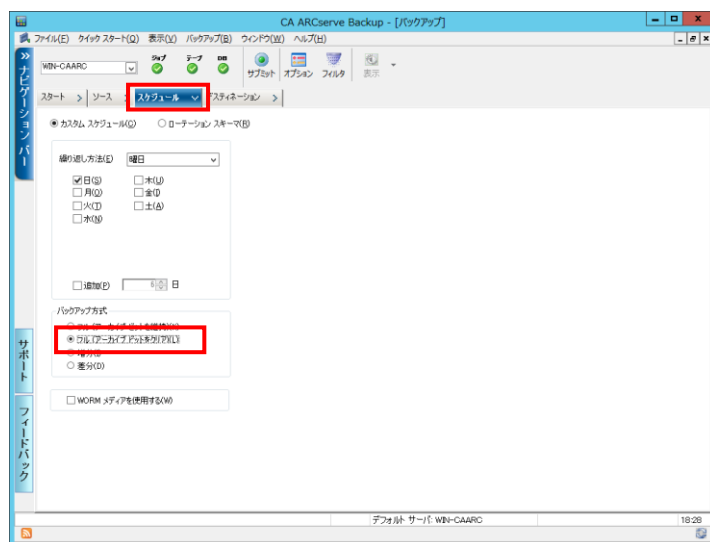 CA ARCserve Backup - [バックアップ]
ファイル(F) クイック スタート(Q) 表示(V) バックアップ(B) ウィンドウ(W) ヘルプ(H)
WIN-CAARC ジョブ テープ DB サブミット オプション フィルタ 表示
スタート > ソース > スケジュール デスティネーション >
ナビゲーション バー
カスタム スケジュール(C) ローテーション スキーマ(R)
繰り返し方法(E) 曜日
日(S) 木(U)
月(O) 金(I)
火(T) 土(A)
水(N)
追加(P) 6 日
バックアップ方式
フル (アーカイブ ビットをクリア)(L)
差分(D)
WORM メディアを使用する(W)
サポート
フィードバック
デフォルト サーバ: WIN-CAARC 18:28